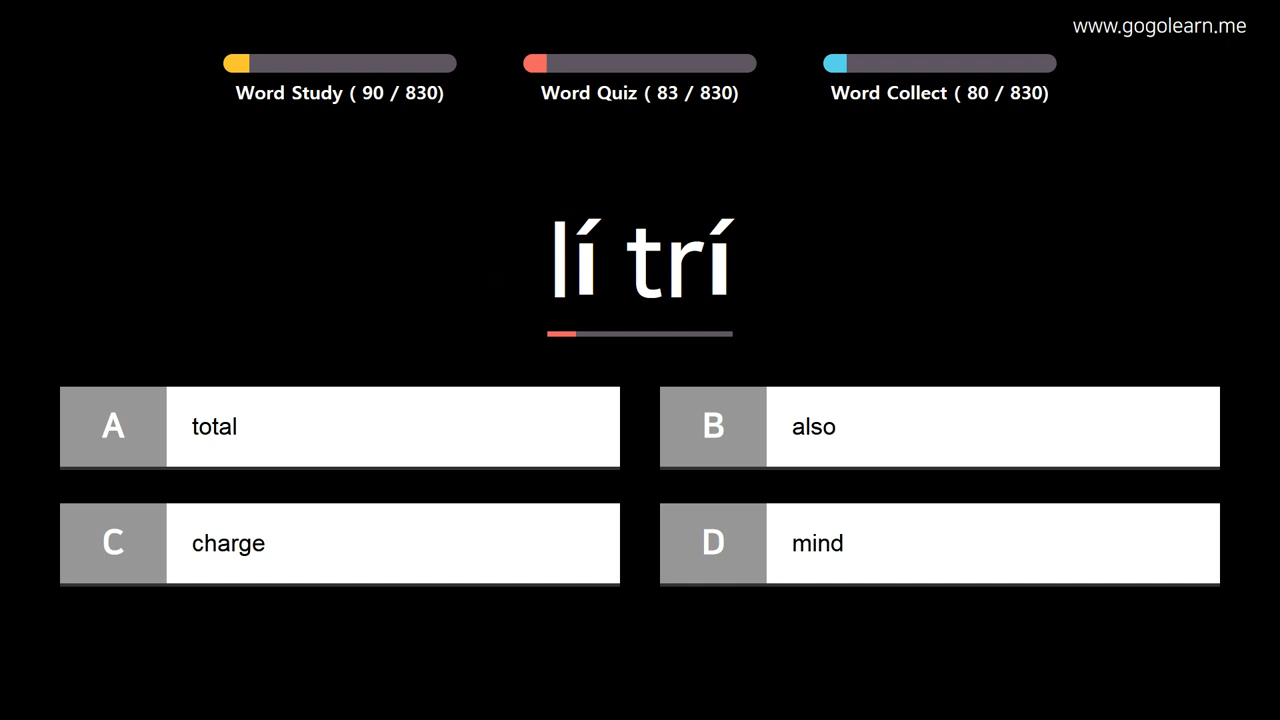 www.gogolearn.me
Word Study ( 90 / 830)
Word Quiz ( 83 / 830)
Word Collect ( 80 / 830)
lí trí
A total
B also
C charge
D mind